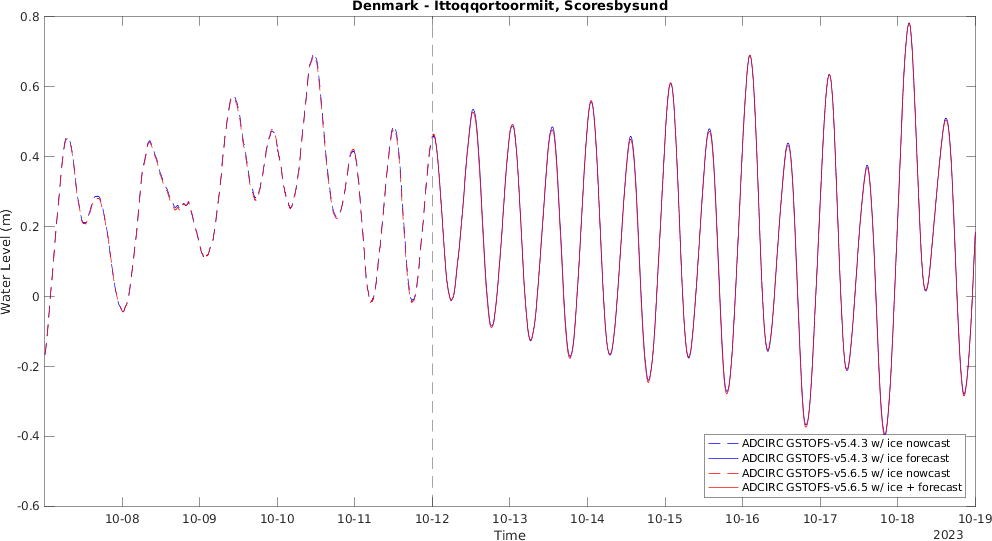 Denmark - Ittoqqortoormiit, Scoresbysund
0.8
0.6
0.4
0.2
0
-0.2
-0.4
-0.6
Water Level (m)
ADCIRC GSTOFS-v5.4.3 w/ ice nowcast
ADCIRC GSTOFS-v5.4.3 w/ ice forecast
ADCIRC GSTOFS-v5.6.5 w/ ice nowcast
ADCIRC GSTOFS-v5.6.5 w/ ice + forecast
10-08 10-09 10-10 10-11 10-12 10-13 10-14 10-15 10-16 10-17 10-18 10-19
Time
2023